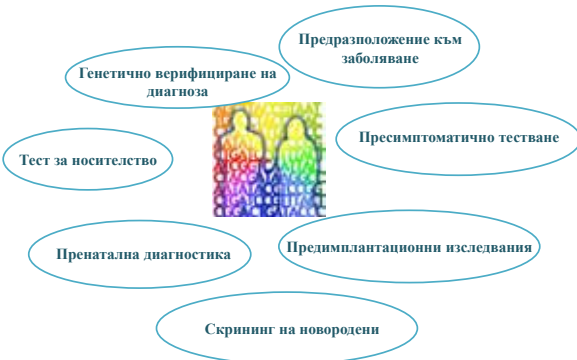 Предразположение към
заболяване
Генетично верифициране на
диагноза
Пресимптоматично тестване
Тест за носителство
Предимплантационни изследвания
Пренатална диагностика
Скрининг на новородени